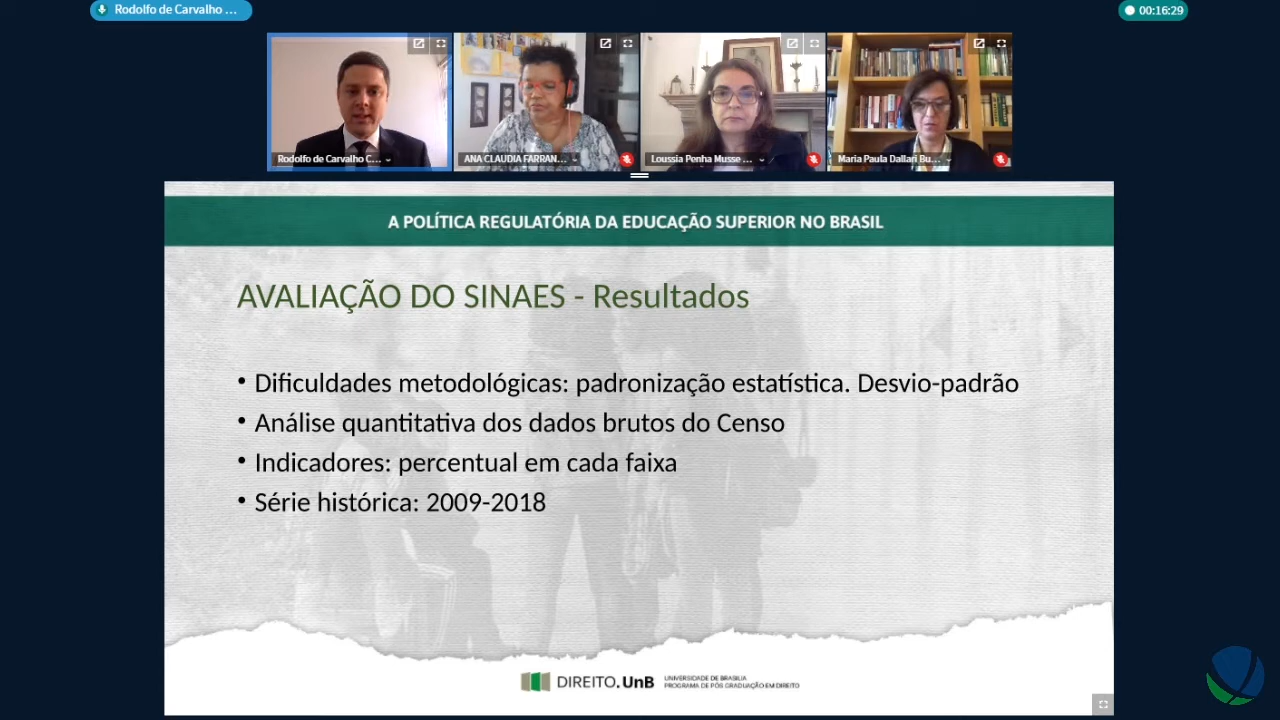 Rodolfo de Carvalho ...
00:16:29
Rodolfo de Carvalho C...
ANA CLAUDIA FARRAN...
Loussia Penha Musse ...
Maria Paula Dallari Bu...
A POLÍTICA REGULATÓRIA DA EDUCAÇÃO SUPERIOR NO BRASIL
AVALIAÇÃO DO SINAES - Resultados
• Dificuldades metodológicas: padronização estatística. Desvio-padrão
• Análise quantitativa dos dados brutos do Censo
• Indicadores: percentual em cada faixa
• Série histórica: 2009-2018
DIREITO.UnB
UNIVERSIDADE DE BRASILIA
PROGRAMA DE PÓS GRADUAÇÃO EM DIREITO